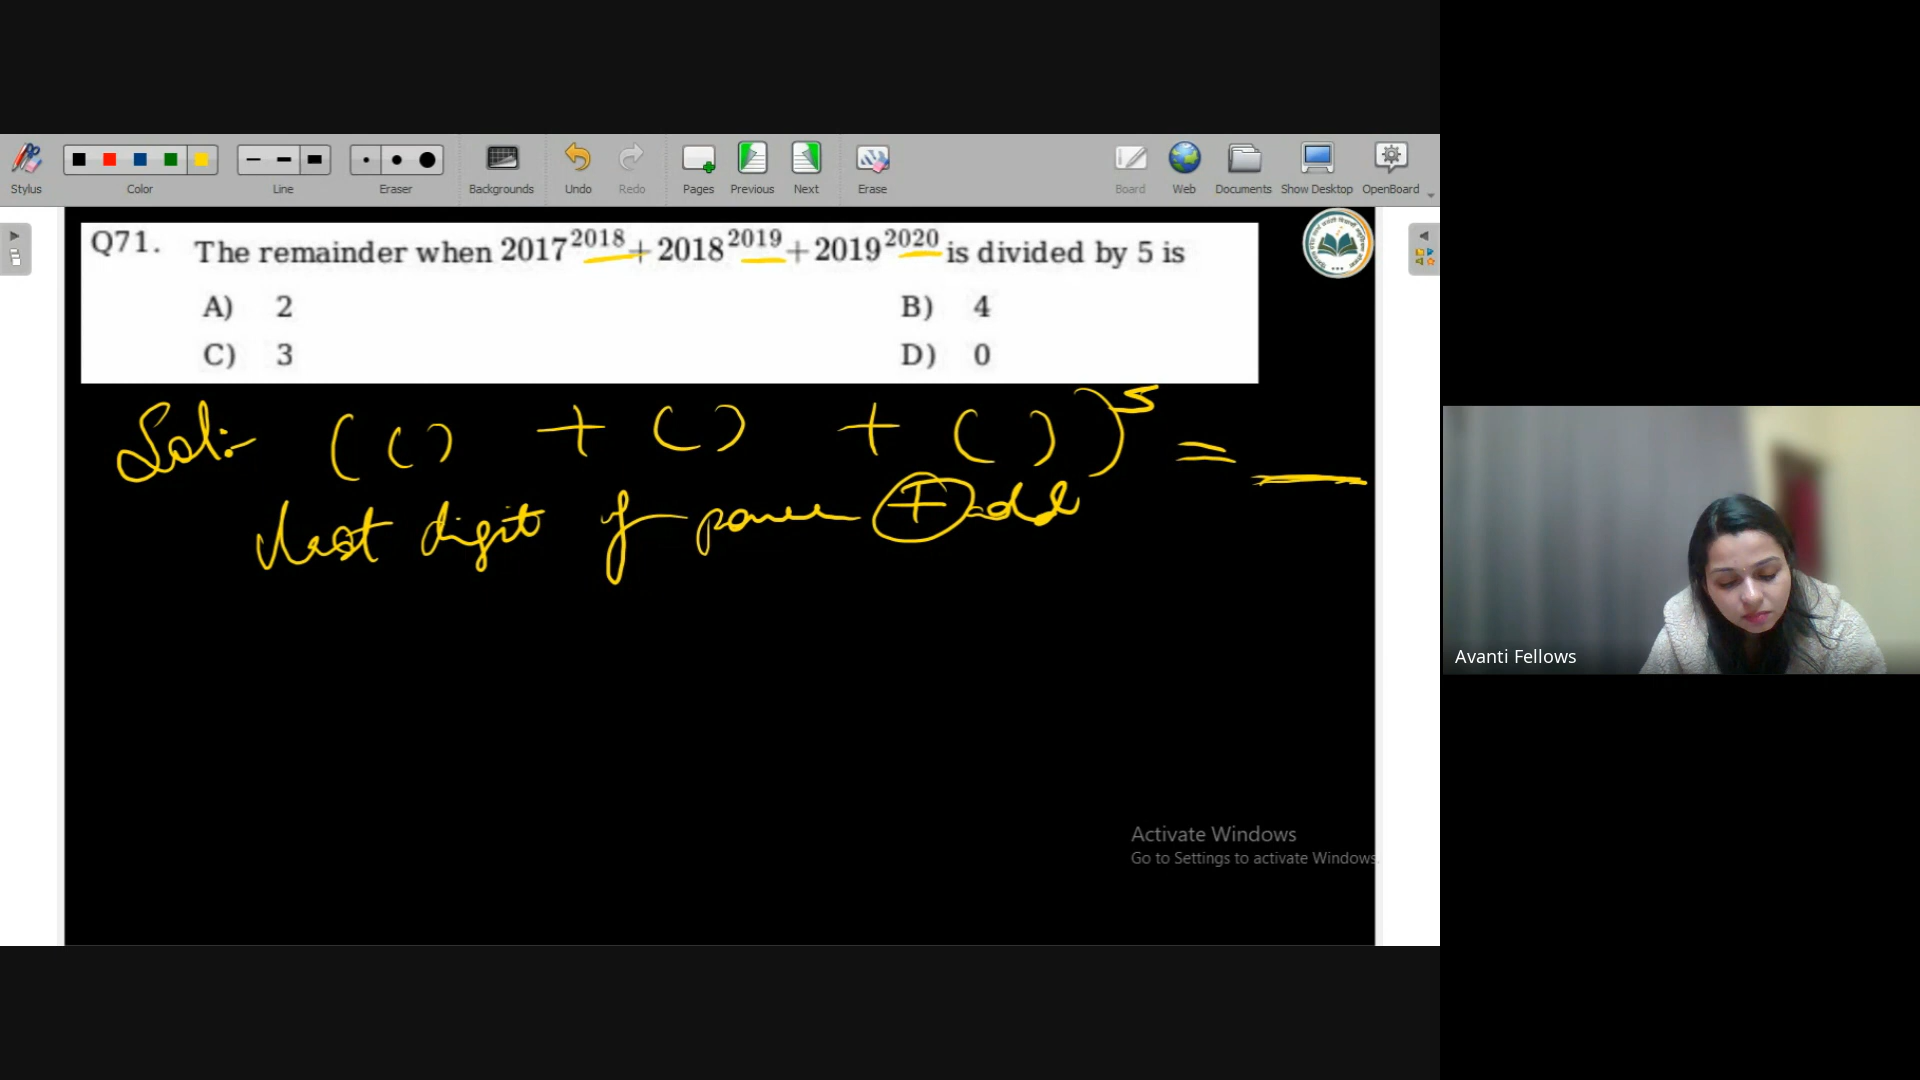 Stylus Color Line Eraser Backgrounds Undo Redo Pages Previous Next Erase Board Web Documents Show Desktop OpenBoard
Q71. The remainder when 2017^2018 + 2018^2019 + 2019^2020 is divided by 5 is
A) 2 B) 4
C) 3 D) 0
Sol:- (( ) + ( ) + ( ))^5 =
digit of power
Avanti Fellows
Activate Windows
Go to Settings to activate Windows.